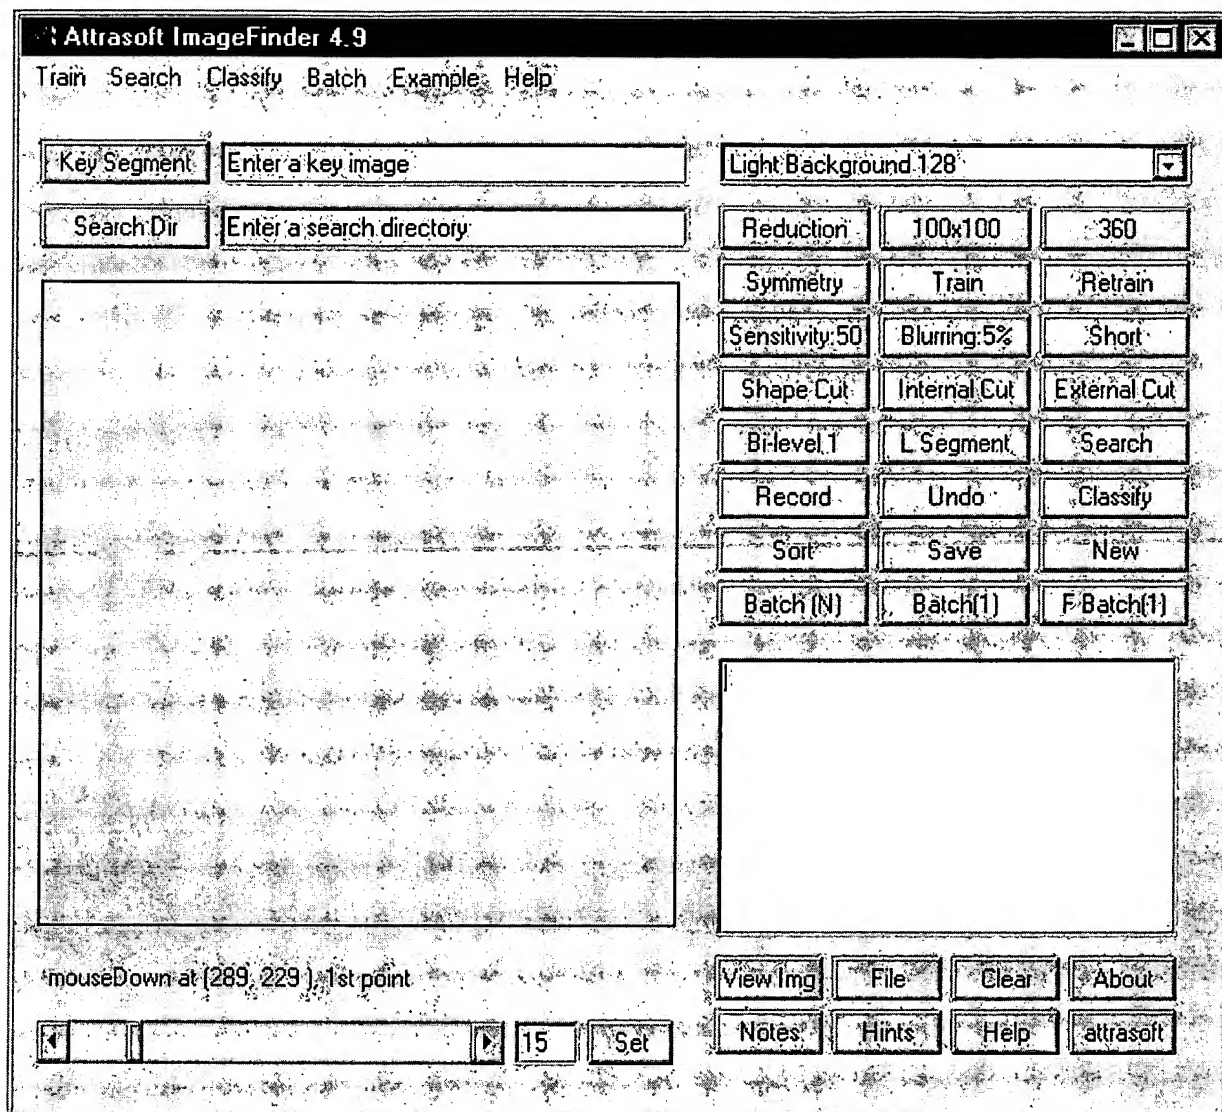 Attrasoft ImageFinder 4.9
Train Search Classify Batch Example Help
Key Segment Enter a key image Light Background 128
Search Dir Enter a search directory
Reduction 100x100 360
Symmetry Train Retrain
Sensitivity:50 Blurring:5% Short
Shape Cut Internal Cut External Cut
Bi-level 1 L Segment Search
Record Undo Classify
Sort Save New
Batch (N) Batch(1) F Batch(1)
mouseDown at (289, 229 ), 1st point
View Img File Clear About
15 Set
Notes Hints Help attrasoft